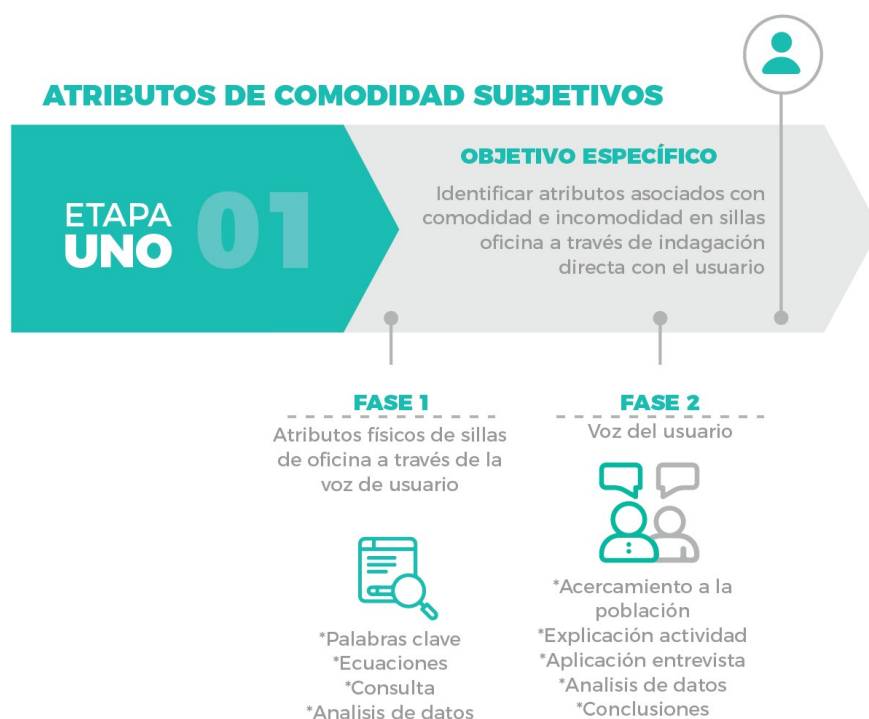 ATRIBUTOS DE COMODIDAD SUBJETIVOS
ETAPA
UNO
01
OBJETIVO ESPECÍFICO
Identificar atributos asociados con
comodidad e incomodidad en sillas
oficina a través de indagación
directa con el usuario
FASE 1
Atributos físicos de sillas
de oficina a través de la
voz de usuario
*Palabras clave
*Ecuaciones
*Consulta
*Analisis de datos
FASE 2
Voz del usuario
*Acercamiento a la
población
*Explicación actividad
*Aplicación entrevista
*Analisis de datos
*Conclusiones